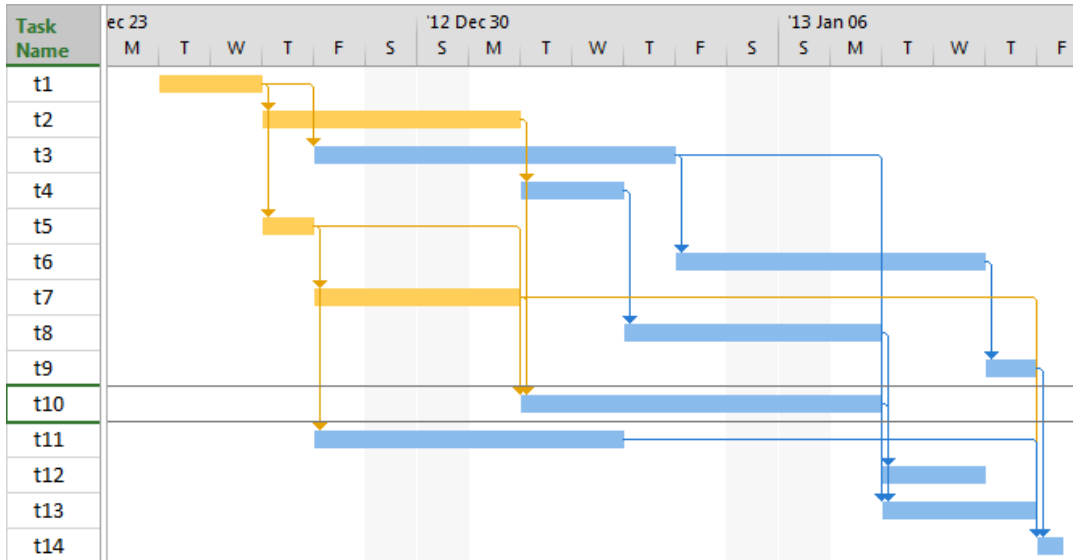 Task Name
ec 23 '12 Dec 30 '13 Jan 06
M T W T F S S M T W T F S S M T W T F
t1
t2
t3
t4
t5
t6
t7
t8
t9
t10
t11
t12
t13
t14